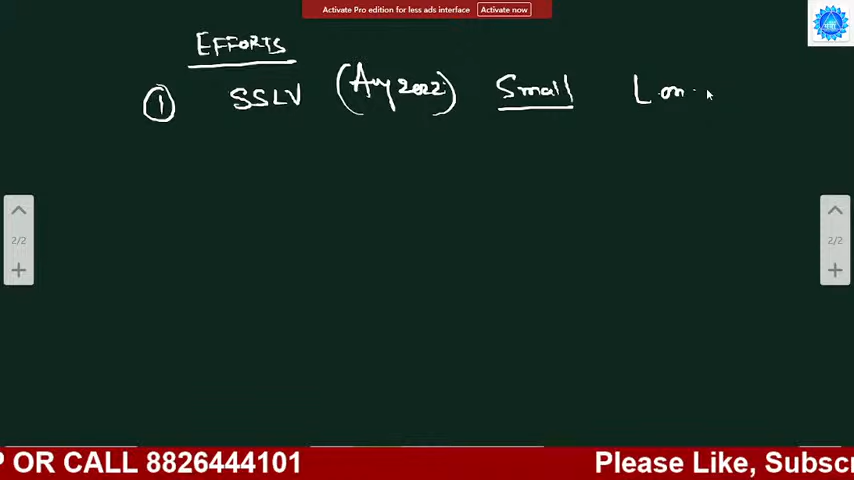 Activate Pro edition for less ads interface Activate now
EFFORTS
① SSLV (Aug 2022) Small
2/2 2/2
P OR CALL 8826444101 Please Like, Subscr